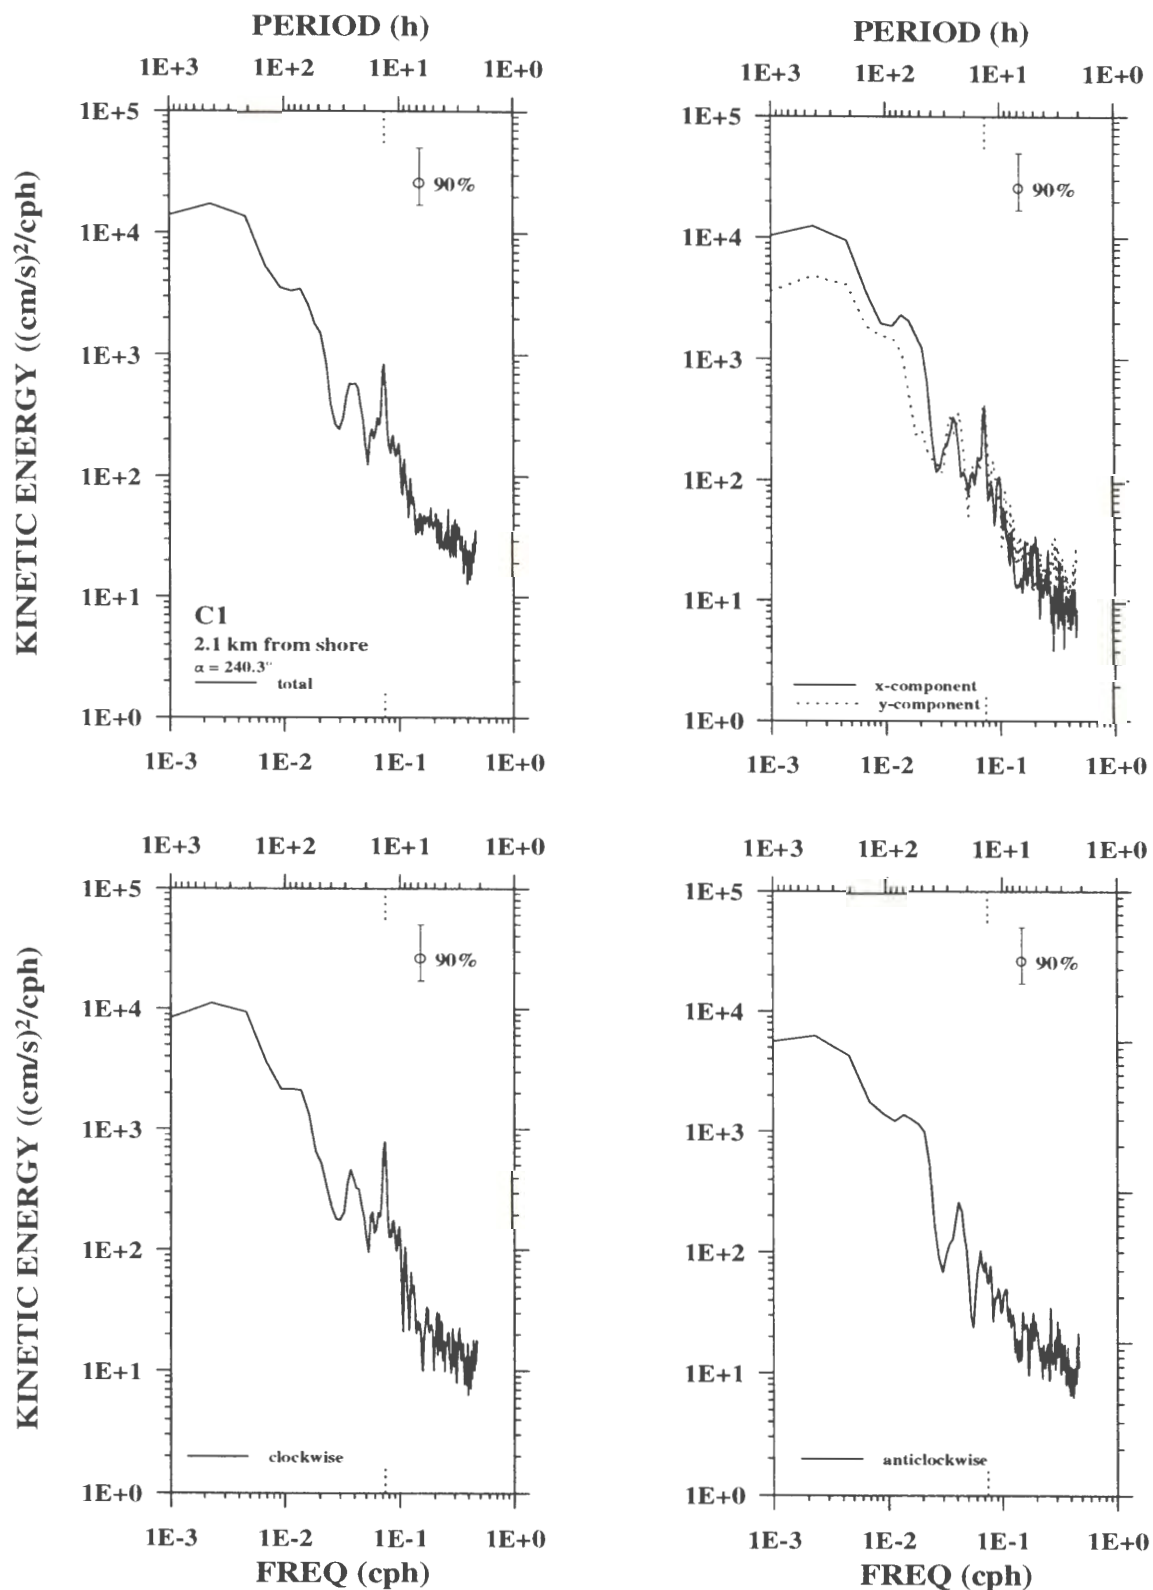 PERIOD (h)
1E+3 1E+2 1E+1 1E+0
1E+5
1E+4
1E+3
1E+2
1E+1
1E+0
KINETIC ENERGY ((cm/s)²/cph)
90%
C1
2.1 km from shore
α = 240.3°
total
1E-3 1E-2 1E-1 1E+0
PERIOD (h)
1E+3 1E+2 1E+1 1E+0
1E+5
1E+4
1E+3
1E+2
1E+1
1E+0
90%
x-component
y-component
1E-3 1E-2 1E-1 1E+0
1E+3 1E+2 1E+1 1E+0
1E+5
1E+4
1E+3
1E+2
1E+1
1E+0
KINETIC ENERGY ((cm/s)²/cph)
90%
clockwise
1E-3 1E-2 1E-1 1E+0
FREQ (cph)
1E+3 1E+2 1E+1 1E+0
1E+5
1E+4
1E+3
1E+2
1E+1
1E+0
90%
anticlockwise
1E-3 1E-2 1E-1 1E+0
FREQ (cph)